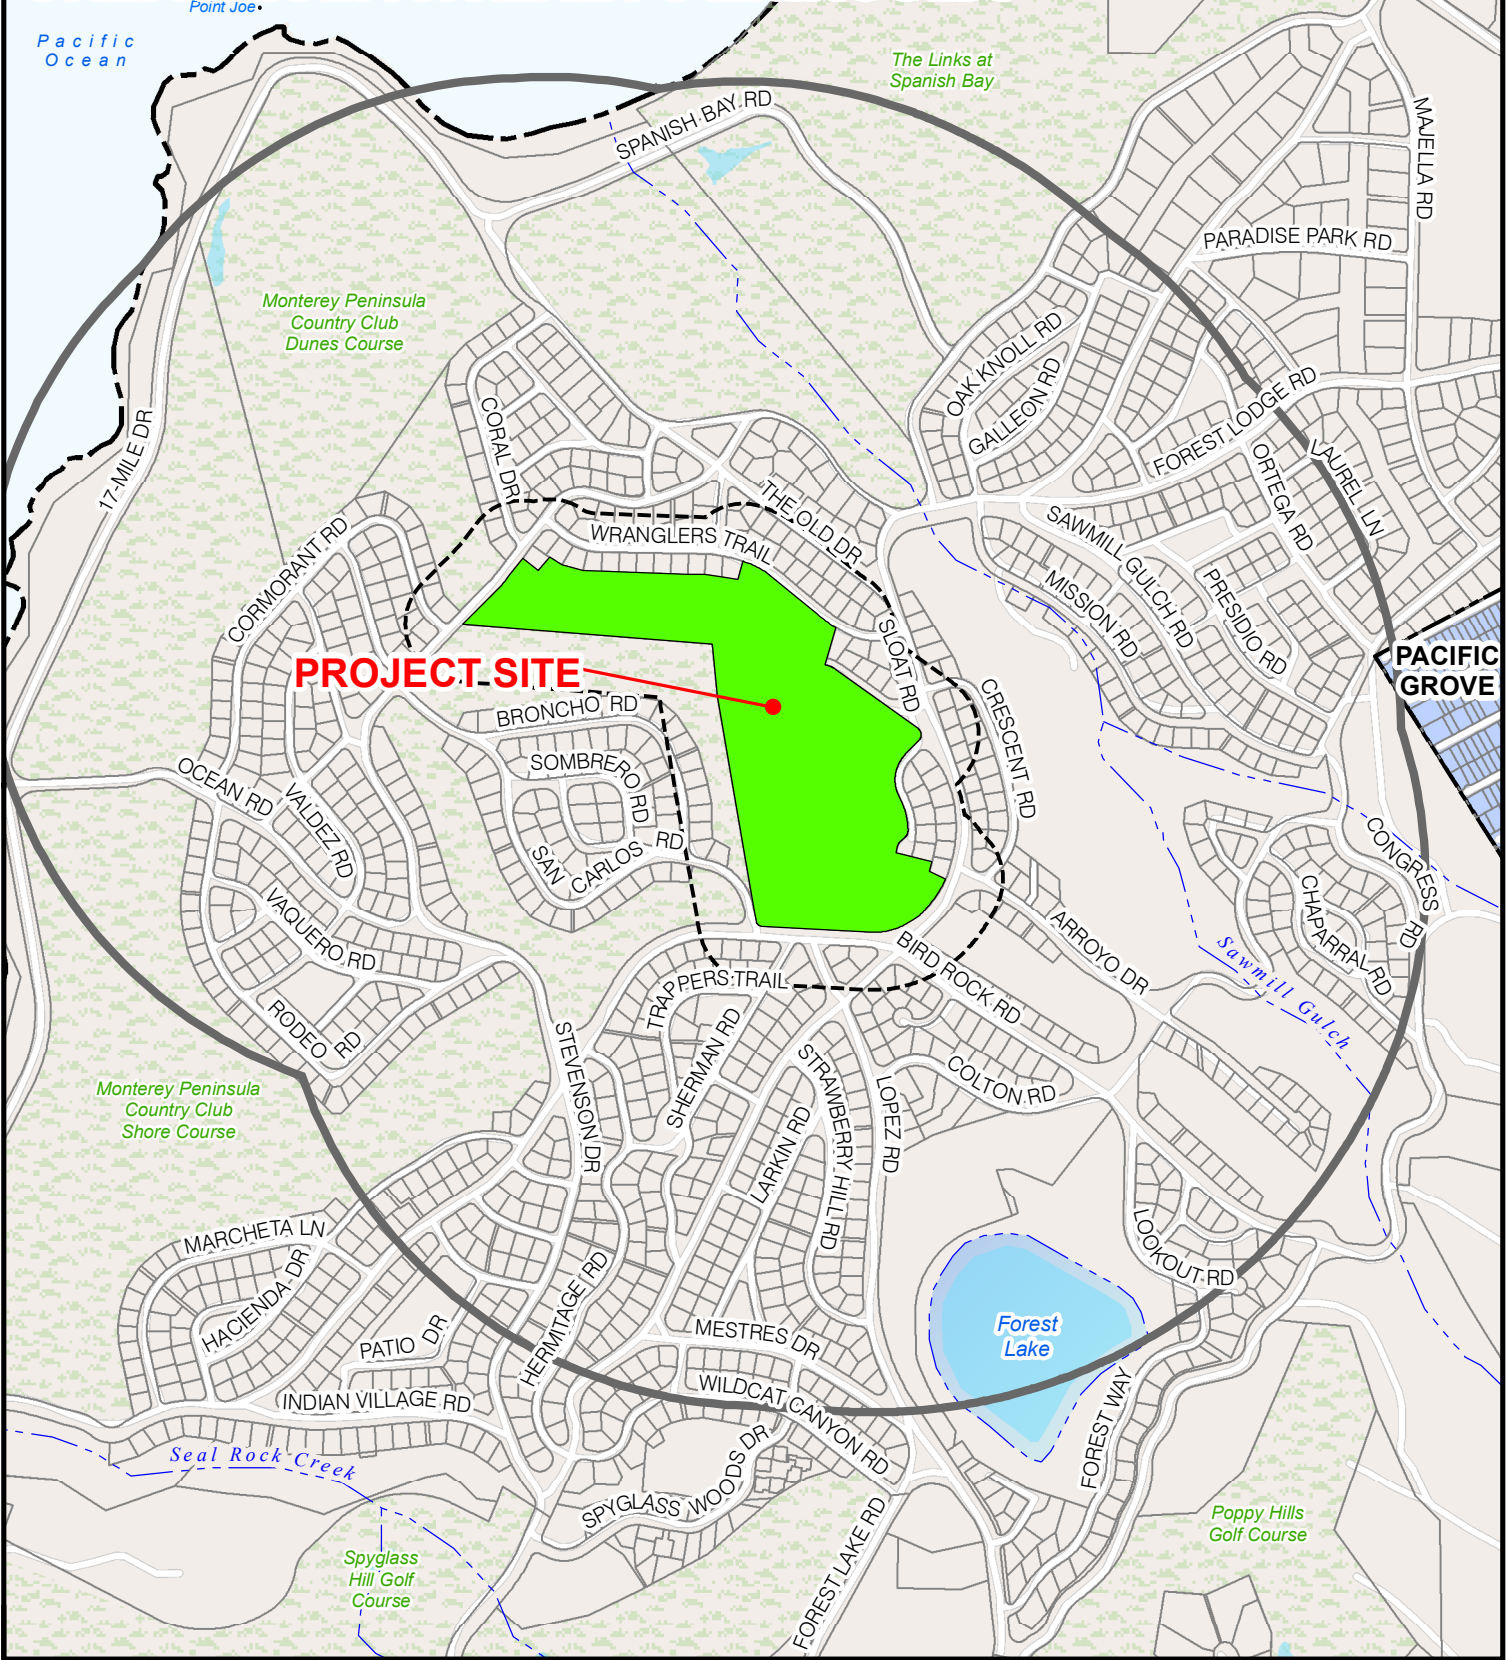 Point Joe
Pacific
Ocean
The Links at
Spanish Bay
SPANISH BAY RD
MAJELLA RD
PARADISE PARK RD
Monterey Peninsula
Country Club
Dunes Course
OAK KNOLL RD
GALLEON RD
FOREST LODGE RD
17-MILE DR
CORAL DR
LAUREL LN
ORTEGA RD
THE OLD DR
WRANGLERS TRAIL
SAWMILL GULCH RD
CORMORANT RD
MISSION RD
PRESIDIO RD
SLOAT RD
PROJECT SITE
PACIFIC
GROVE
CRESCENT RD
BRONCHO RD
SOMBRERO RD
OCEAN RD
VALDEZ RD
SAN CARLOS RD
CONGRESS RD
CHAPARRAL RD
VAQUERO RD
ARROYO DR
BIRD ROCK RD
Sawmill Gulch
TRAPPERS TRAIL
RODEO RD
STEVENSON DR
SHERMAN RD
STRAWBERRY HILL RD
LOPEZ RD
COLTON RD
Monterey Peninsula
Country Club
Shore Course
LARKIN RD
MARCHETA LN
HACIENDA DR
LOOKOUT RD
HERMITAGE RD
PATIO DR
MESTRES DR
Forest
Lake
INDIAN VILLAGE RD
WILDCAT CANYON RD
FOREST WAY
Seal Rock Creek
SPYGLASS WOODS DR
FOREST LAKE RD
Poppy Hills
Golf Course
Spyglass
Hill Golf
Course